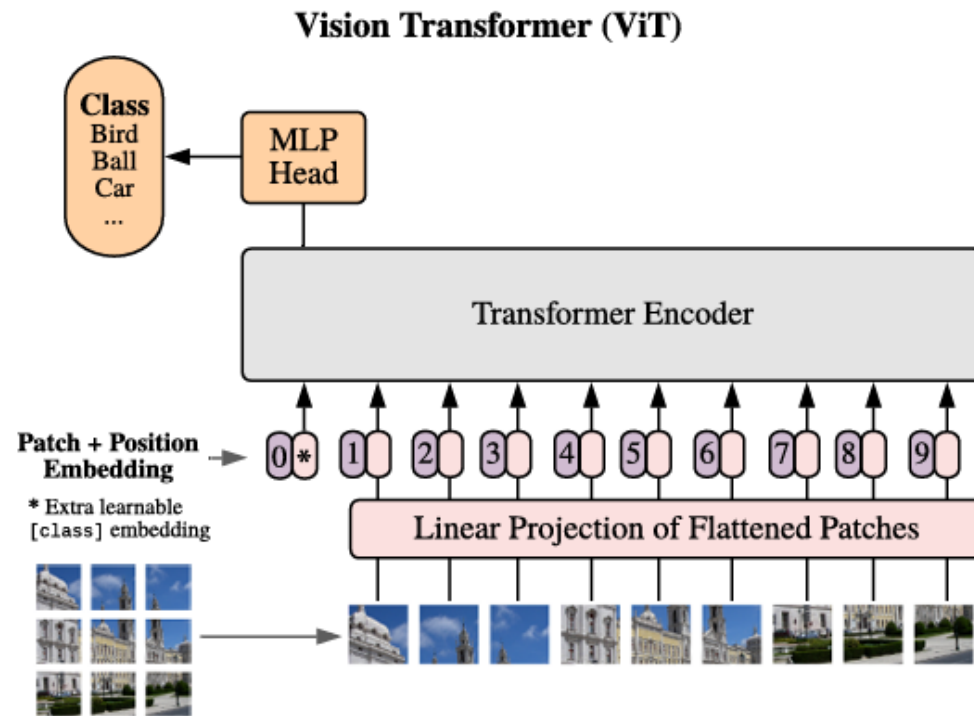 Vision Transformer (ViT)
Class
Bird
Ball
Car
...
MLP
Head
Transformer Encoder
Patch + Position
Embedding
0 * 1 2 3 4 5 6 7 8 9
* Extra learnable
[class] embedding
Linear Projection of Flattened Patches